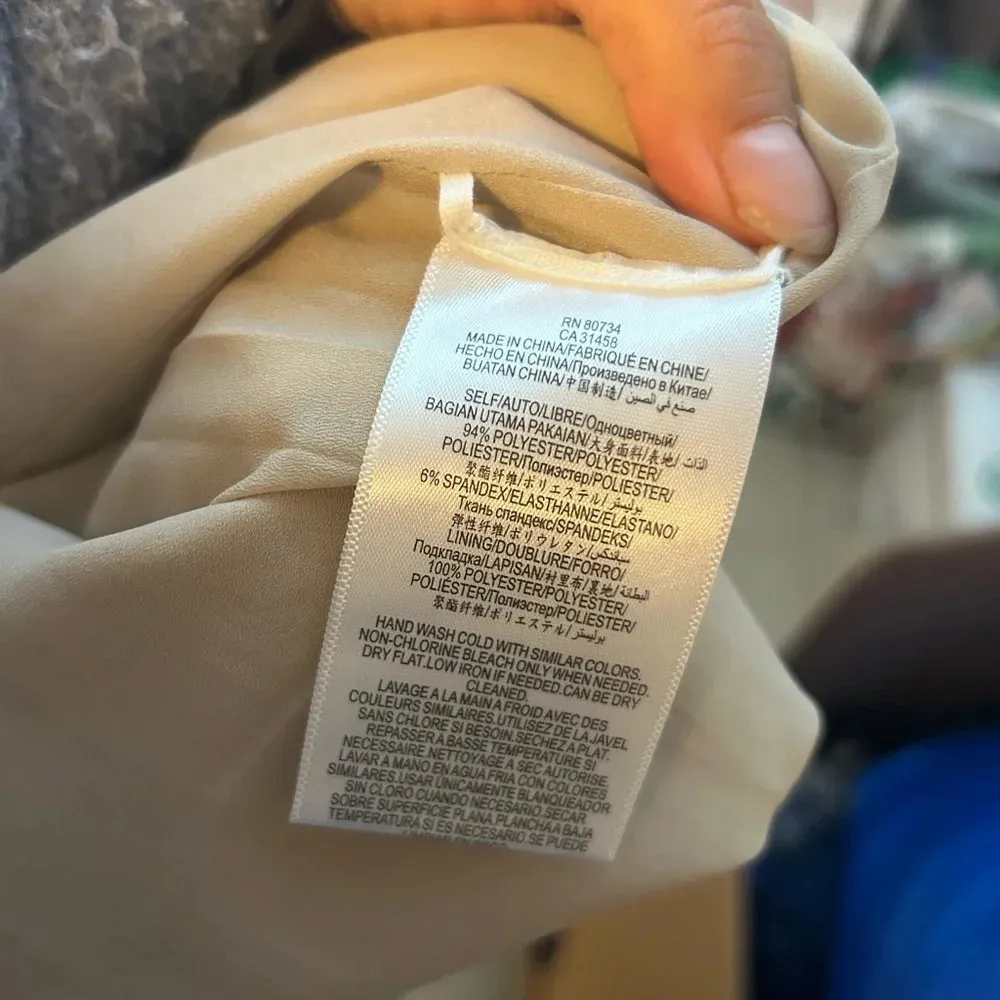 RN 80734
CA 31458
MADE IN CHINA/FABRIQUÉ EN CHINE/
HECHO EN CHINA/Произведено в Китае/
BUATAN CHINA/中国制造/صنع في الصين
SELF/AUTO/LIBRE/Одноцветный/
BAGIAN UTAMA PAKAIAN/大身面料/表地/الذات
94% POLYESTER/POLYESTER/
POLIÉSTER/Полиэстер/POLIESTER/
聚酯纤维/ポリエステル/بوليستر
6% SPANDEX/ELASTHANNE/ELASTANO/
Ткань спандекс/SPANDEKS/
弹性纤维/ポリウレタン/سباندكس
LINING/DOUBLURE/FORRO/
Подкладка/LAPISAN/衬里布/裏地/البطانة
100% POLYESTER/POLYESTER/
POLIÉSTER/Полиэстер/POLIESTER/
聚酯纤维/ポリエステル/بوليستر
HAND WASH COLD WITH SIMILAR COLORS.
NON-CHLORINE BLEACH ONLY WHEN NEEDED.
DRY FLAT.LOW IRON IF NEEDED.CAN BE DRY
CLEANED.
LAVAGE A LA MAIN A FROID AVEC DES
COULEURS SIMILAIRES.UTILISEZ DE LA JAVEL
SANS CHLORE SI BESOIN.SECHEZ A PLAT.
REPASSER A BASSE TEMPERATURE SI
NECESSAIRE.NETTOYAGE A SEC AUTORISE.
LAVAR A MANO EN AGUA FRIA CON COLORES
SIMILARES.USAR ÚNICAMENTE BLANQUEADOR
SIN CLORO CUANDO NECESARIO.SECAR
SOBRE SUPERFICIE PLANA.PLANCHA A BAJA
TEMPERATURA SI ES NECESARIO.SE PUEDE